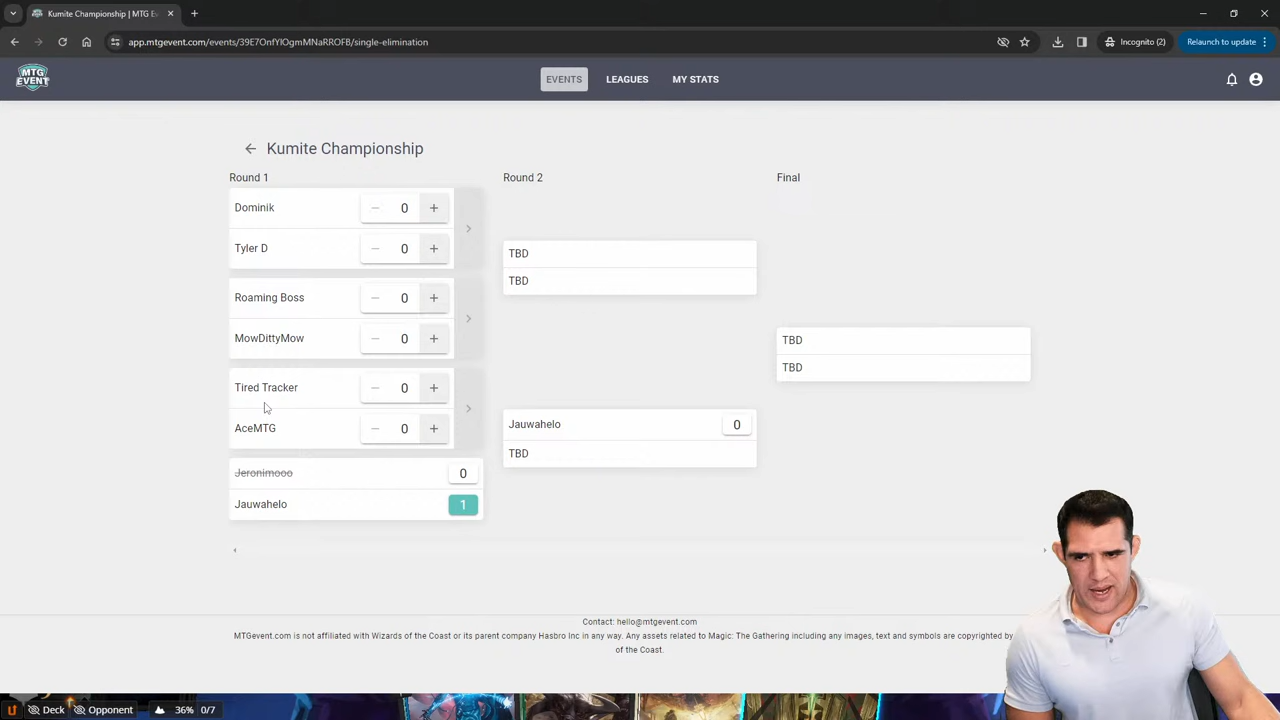 Kumite Championship | MTG E
app.mtgevent.com/events/39E7OnfYlOgmMNaRROFB/single-elimination
Incognito (2)
Relaunch to update
MTG
EVENT
EVENTS
LEAGUES
MY STATS
Kumite Championship
Round 1
Round 2
Final
Dominik
0
Tyler D
0
Roaming Boss
0
MowDittyMow
0
Tired Tracker
0
AceMTG
0
Jeronimooo
0
Jauwahelo
1
TBD
TBD
Jauwahelo
0
TBD
TBD
TBD
Contact: hello@mtgevent.com
MTGevent.com is not affiliated with Wizards of the Coast or its parent company Hasbro Inc in any way. Any assets related to Magic: The Gathering including any images, text and symbols are copyrighted by
of the Coast.
Deck
Opponent
36%
0/7